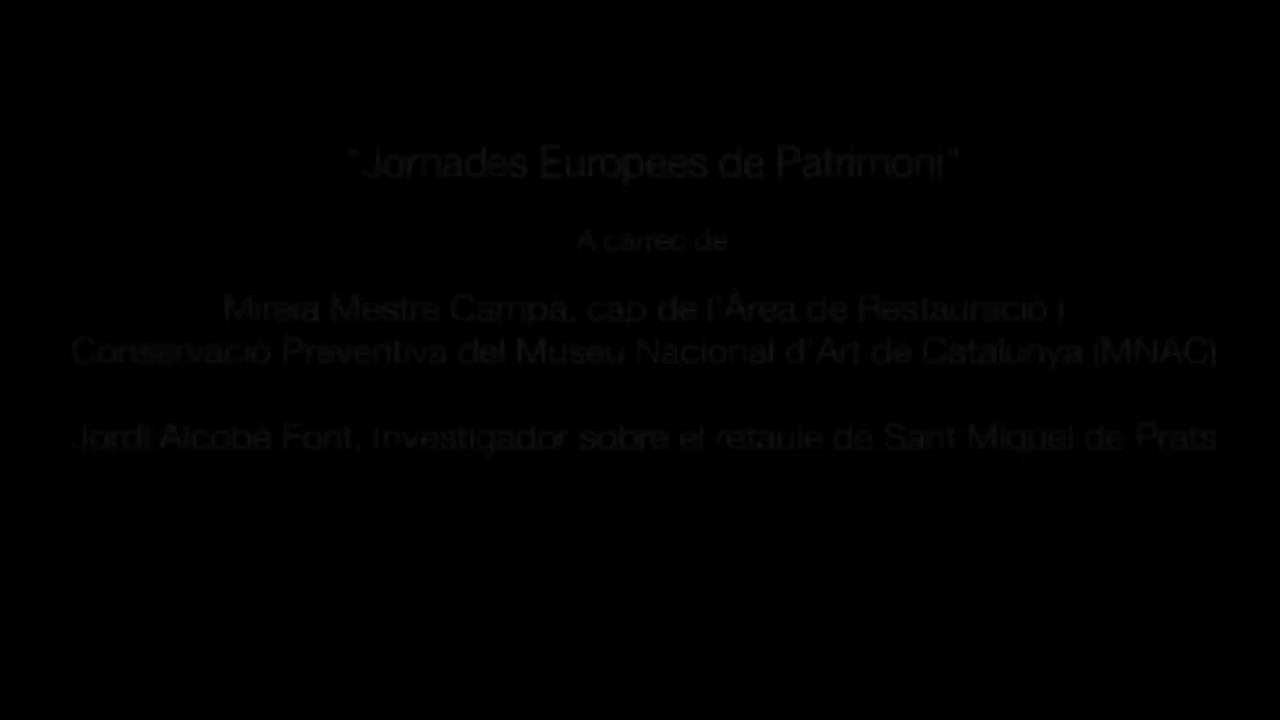 "Jornades Europees de Patrimoni"
A càrrec de
Mireia Mestre Campà, cap de l'Àrea de Restauració i
Conservació Preventiva del Museu Nacional d'Art de Catalunya (MNAC)
Jordi Alcobé Font, Investigador sobre el retaule de Sant Miquel de Prats